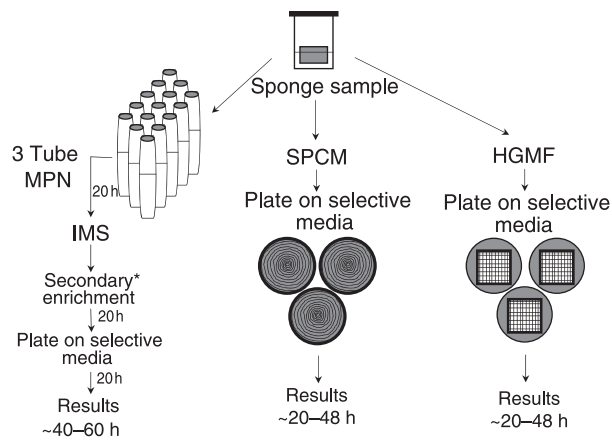 Sponge sample
3 Tube
MPN
20 h
IMS
Secondary*
enrichment
20 h
Plate on selective
media
20 h
Results
~40–60 h
SPCM
Plate on selective
media
Results
~20–48 h
HGMF
Plate on selective
media
Results
~20–48 h